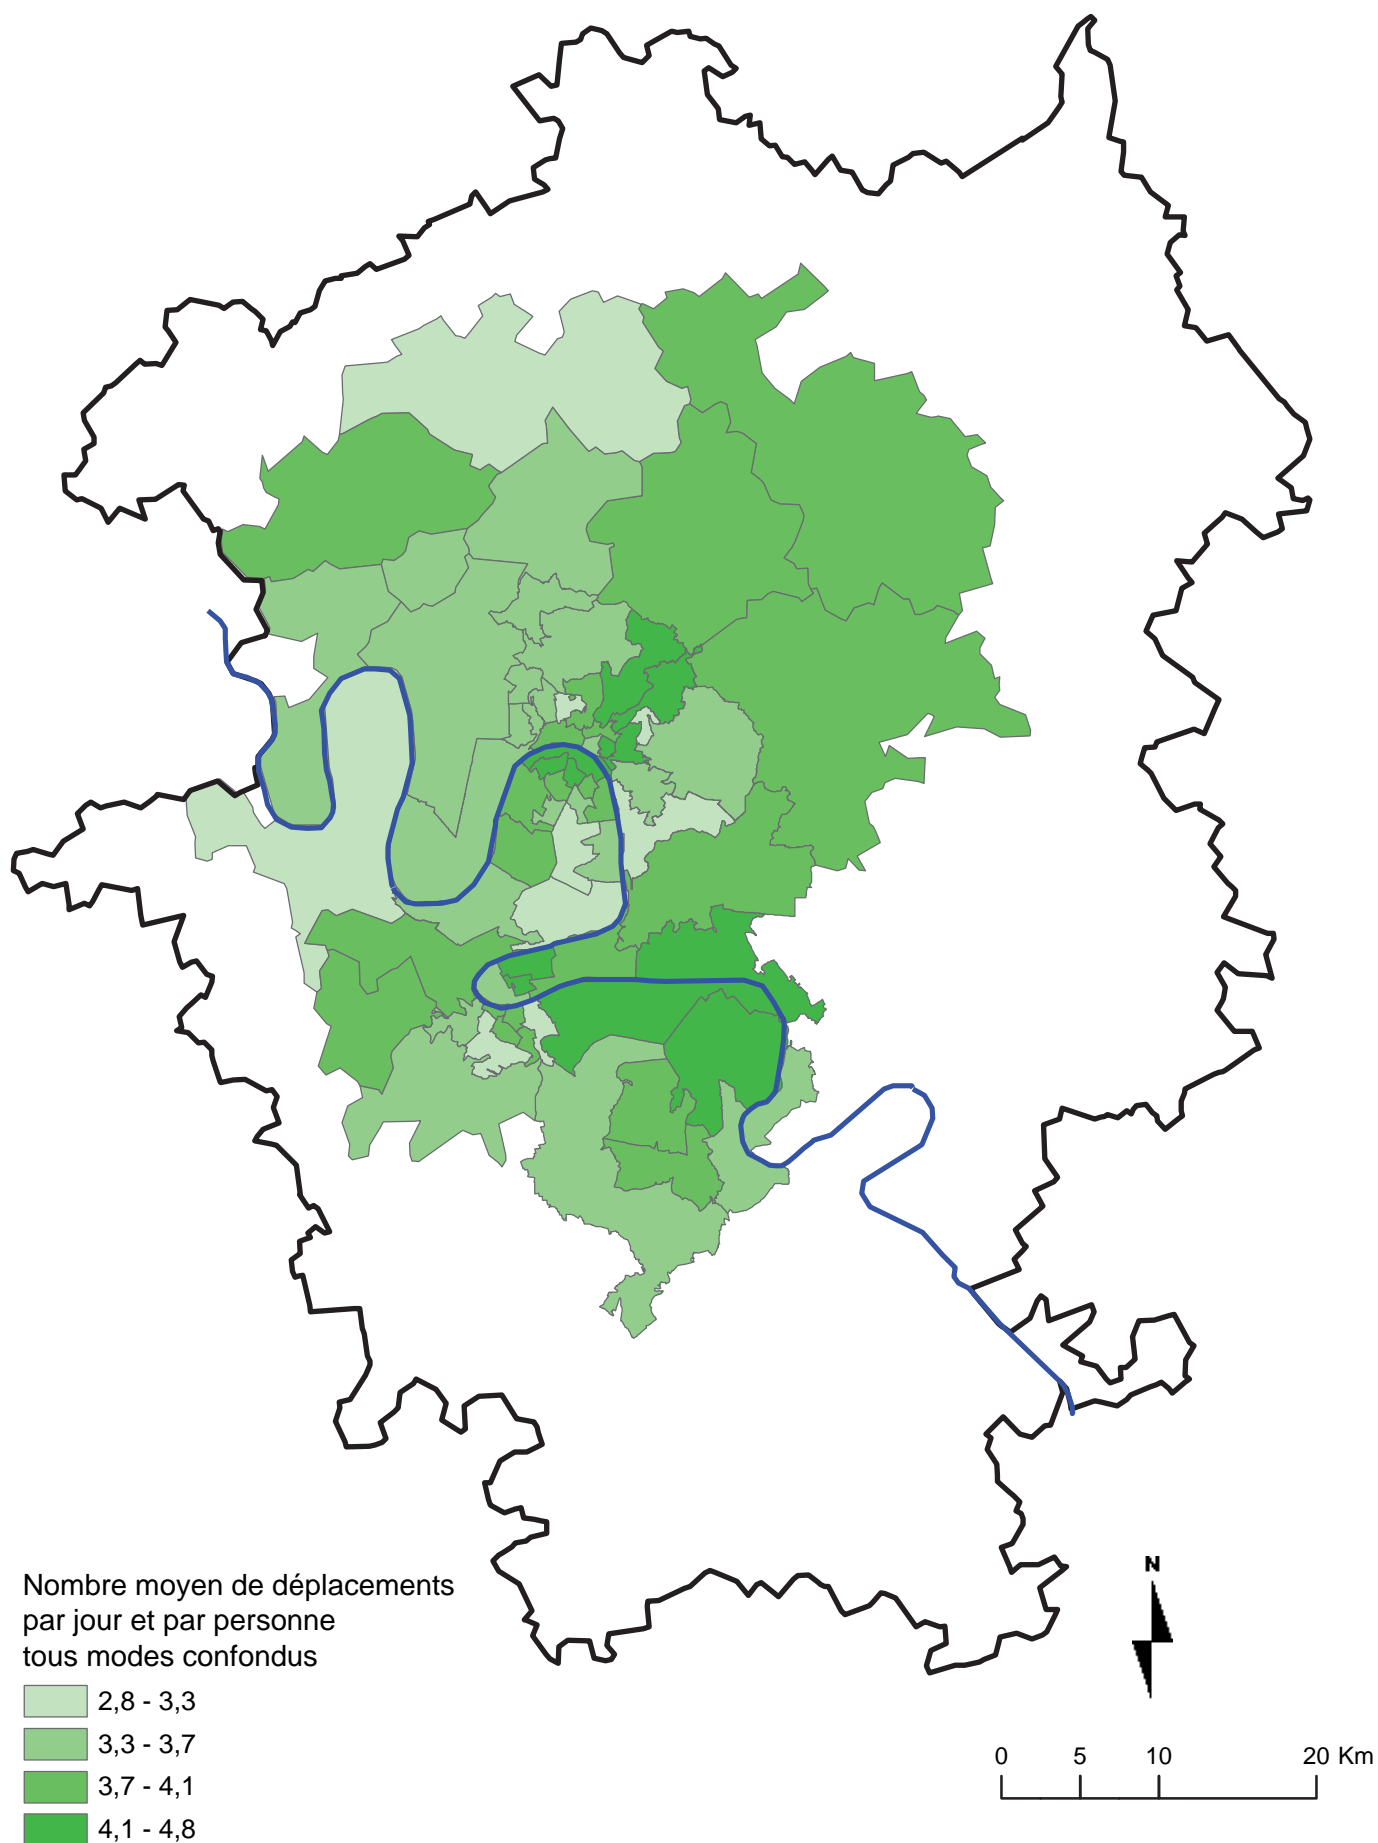 N
Nombre moyen de déplacements
par jour et par personne
tous modes confondus
2,8 - 3,3
3,3 - 3,7
3,7 - 4,1
4,1 - 4,8
0 5 10 20 Km